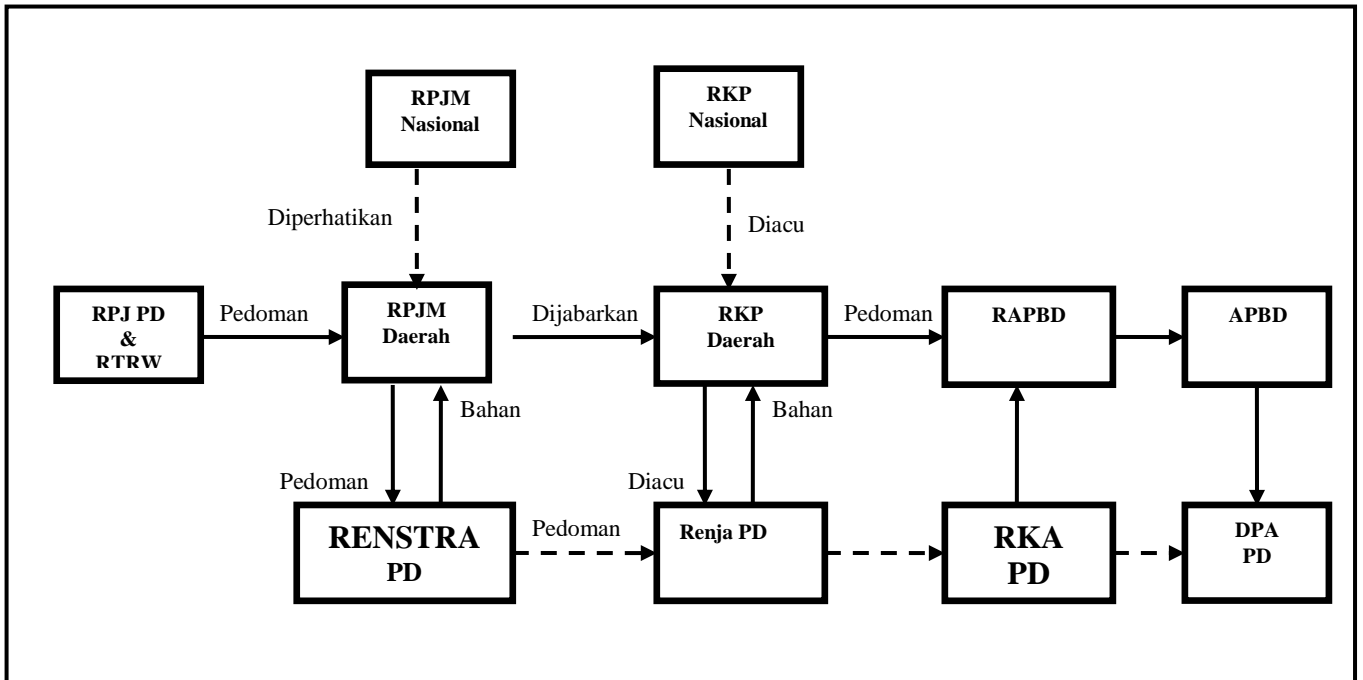 RPJM
Nasional
RKP
Nasional
Diperhatikan
Diacu
RPJ PD
&
RTRW
Pedoman
RPJM
Daerah
Dijabarkan
RKP
Daerah
Pedoman
RAPBD
APBD
Bahan
Bahan
Pedoman
Diacu
RENSTRA
PD
Pedoman
Renja PD
RKA
PD
DPA
PD